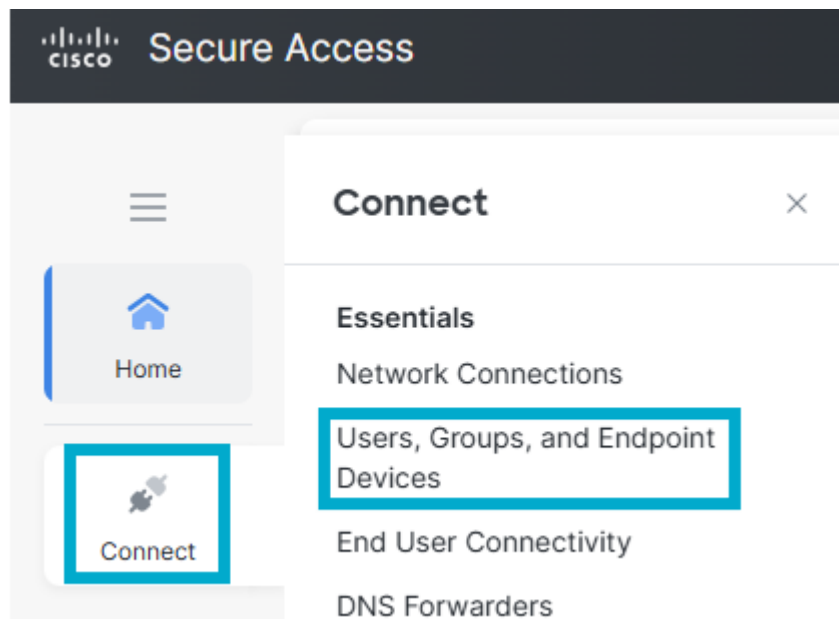 CISCO Secure Access
Connect
Home
Essentials
Network Connections
Users, Groups, and Endpoint
Devices
Connect
End User Connectivity
DNS Forwarders